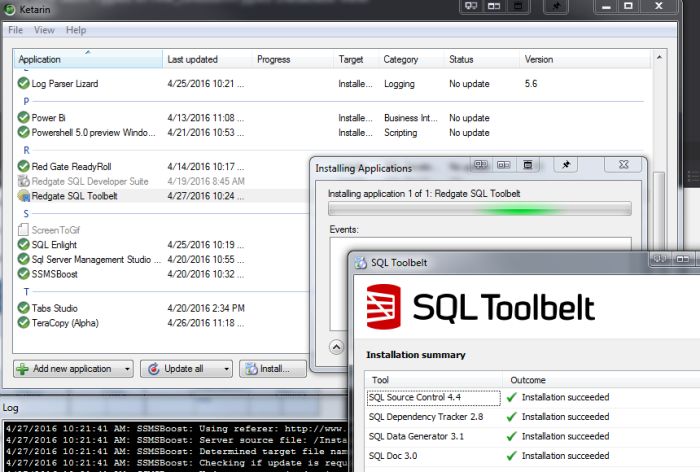 Ketarin
File View Help
Application Last updated Progress Target Category Status Version
Log Parser Lizard 4/25/2016 10:21 ... Installe... Logging No update 5.6
P
Power Bi 4/13/2016 11:08 ... Installe... Business Int... No update
Powershell 5.0 preview Windo... 4/21/2016 10:53 ... Installe... Scripting No update
R
Red Gate ReadyRoll 4/14/2016 10:17 ...
Redgate SQL Developer Suite 4/19/2016 8:45 AM
Redgate SQL Toolbelt 4/27/2016 10:24 ...
S
ScreenToGif
SQL Enlight 4/25/2016 10:19 ...
Sql Server Management Studio ... 4/20/2016 10:55 ...
SSMSBoost 4/20/2016 10:32 ...
T
Tabs Studio 4/20/2016 2:34 PM
TeraCopy (Alpha) 4/26/2016 11:18 ...
Add new application Update all Install...
Installing Applications
Installing application 1 of 1: Redgate SQL Toolbelt
Events:
SQL Toolbelt
SQL Toolbelt
Installation summary
Tool Outcome
SQL Source Control 4.4 Installation succeeded
SQL Dependency Tracker 2.8 Installation succeeded
SQL Data Generator 3.1 Installation succeeded
SQL Doc 3.0 Installation succeeded
Log
4/27/2016 10:21:41 AM: SSMSBoost: Using referer: http://www.
4/27/2016 10:21:41 AM: SSMSBoost: Server source file: /Insta
4/27/2016 10:21:41 AM: SSMSBoost: Determined target file nam
4/27/2016 10:21:41 AM: SSMSBoost: Checking if update is requ